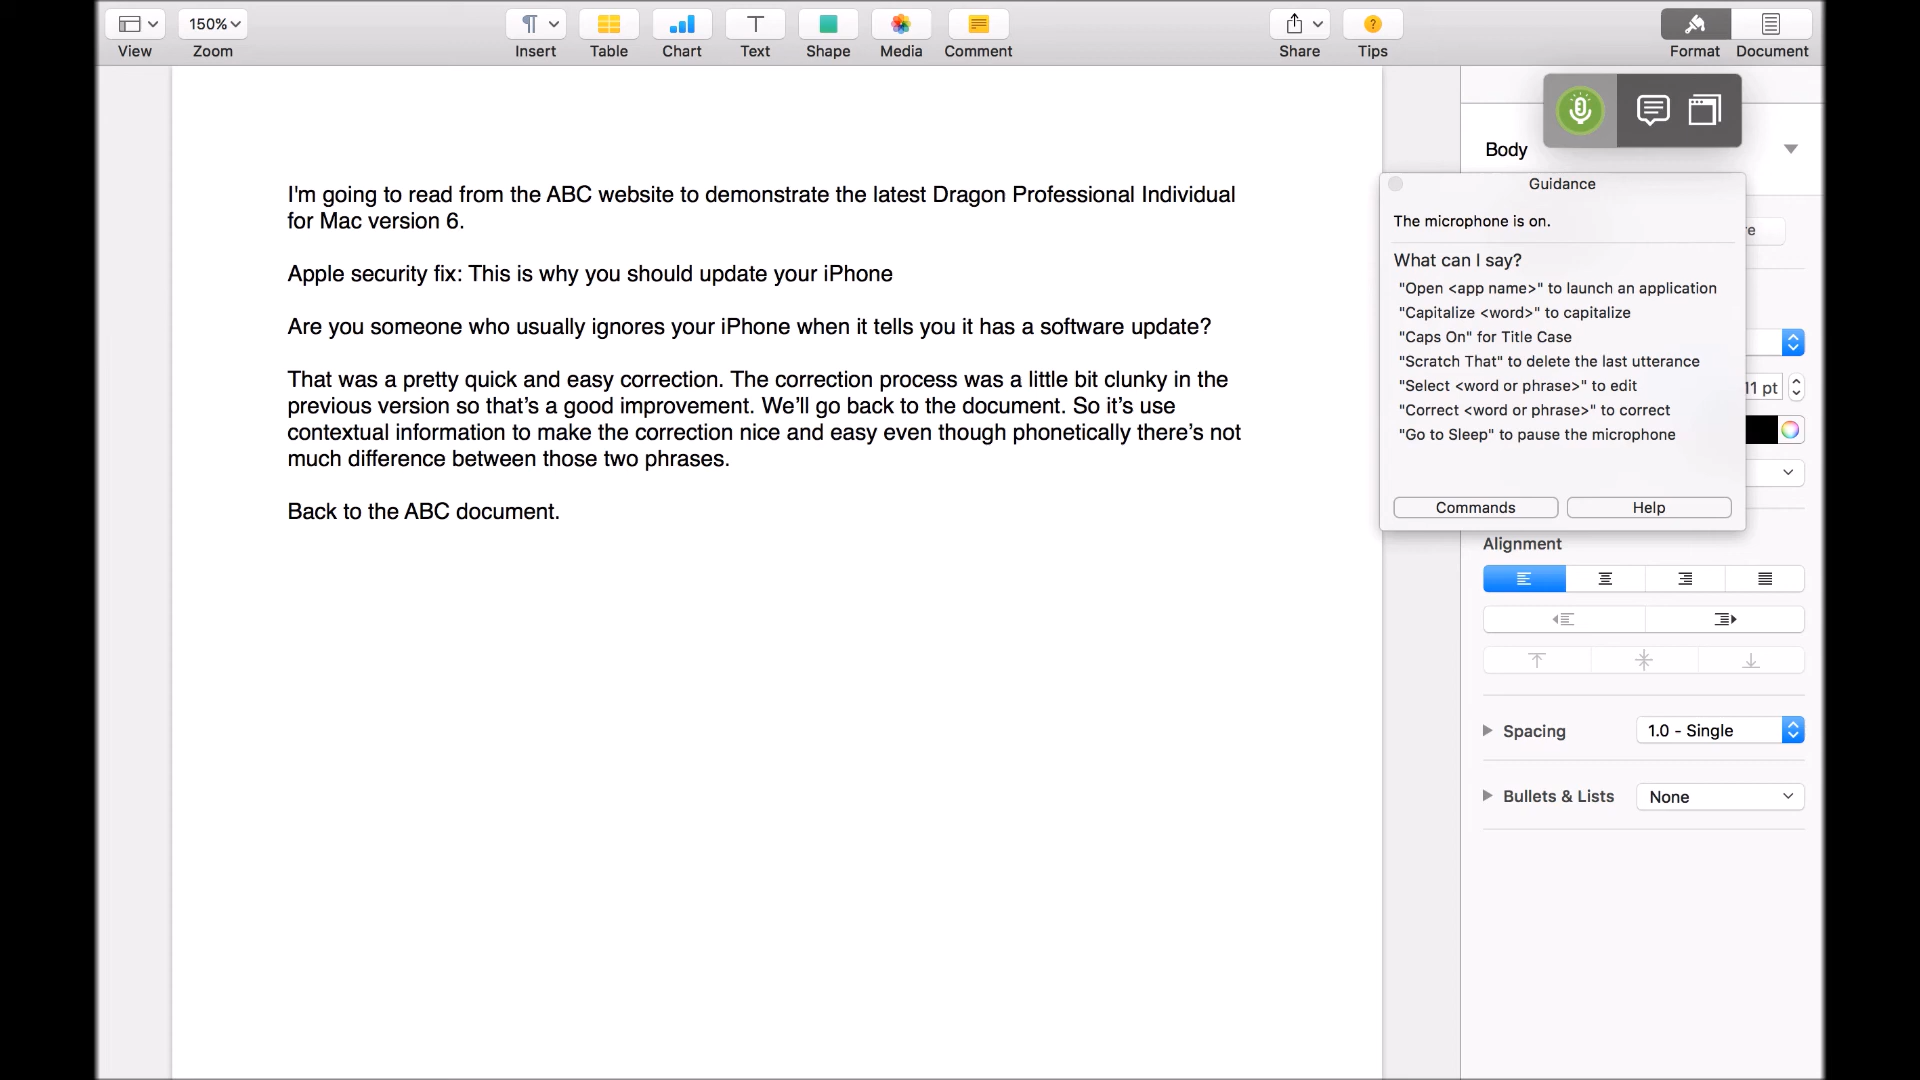 150%
View
Zoom
Insert
Table
Chart
Text
Shape
Media
Comment
Share
Tips
Format
Document
I'm going to read from the ABC website to demonstrate the latest Dragon Professional Individual
for Mac version 6.
Apple security fix: This is why you should update your iPhone
Are you someone who usually ignores your iPhone when it tells you it has a software update?
That was a pretty quick and easy correction. The correction process was a little bit clunky in the
previous version so that’s a good improvement. We’ll go back to the document. So it’s use
contextual information to make the correction nice and easy even though phonetically there’s not
much difference between those two phrases.
Back to the ABC document.
Body
Guidance
The microphone is on.
What can I say?
"Open <app name>" to launch an application
"Capitalize <word>" to capitalize
"Caps On" for Title Case
"Scratch That" to delete the last utterance
"Select <word or phrase>" to edit
"Correct <word or phrase>" to correct
"Go to Sleep" to pause the microphone
Commands
Help
11 pt
Alignment
Spacing
1.0 - Single
Bullets & Lists
None